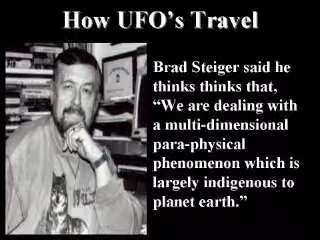 How UFO's Travel
Brad Steiger said he
thinks thinks that,
“We are dealing with
a multi-dimensional
para-physical
phenomenon which is
largely indigenous to
planet earth.”